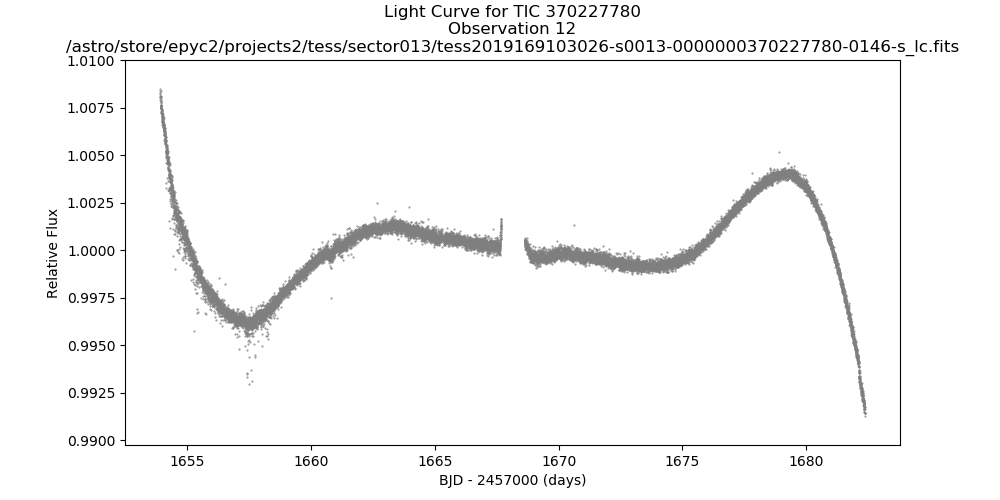 Light Curve for TIC 370227780
Observation 12
/astro/store/epyc2/projects2/tess/sector013/tess2019169103026-s0013-0000000370227780-0146-s_lc.fits
1.0100
1.0075
1.0050
1.0025
1.0000
0.9975
0.9950
0.9925
0.9900
Relative Flux
1655 1660 1665 1670 1675 1680
BJD - 2457000 (days)